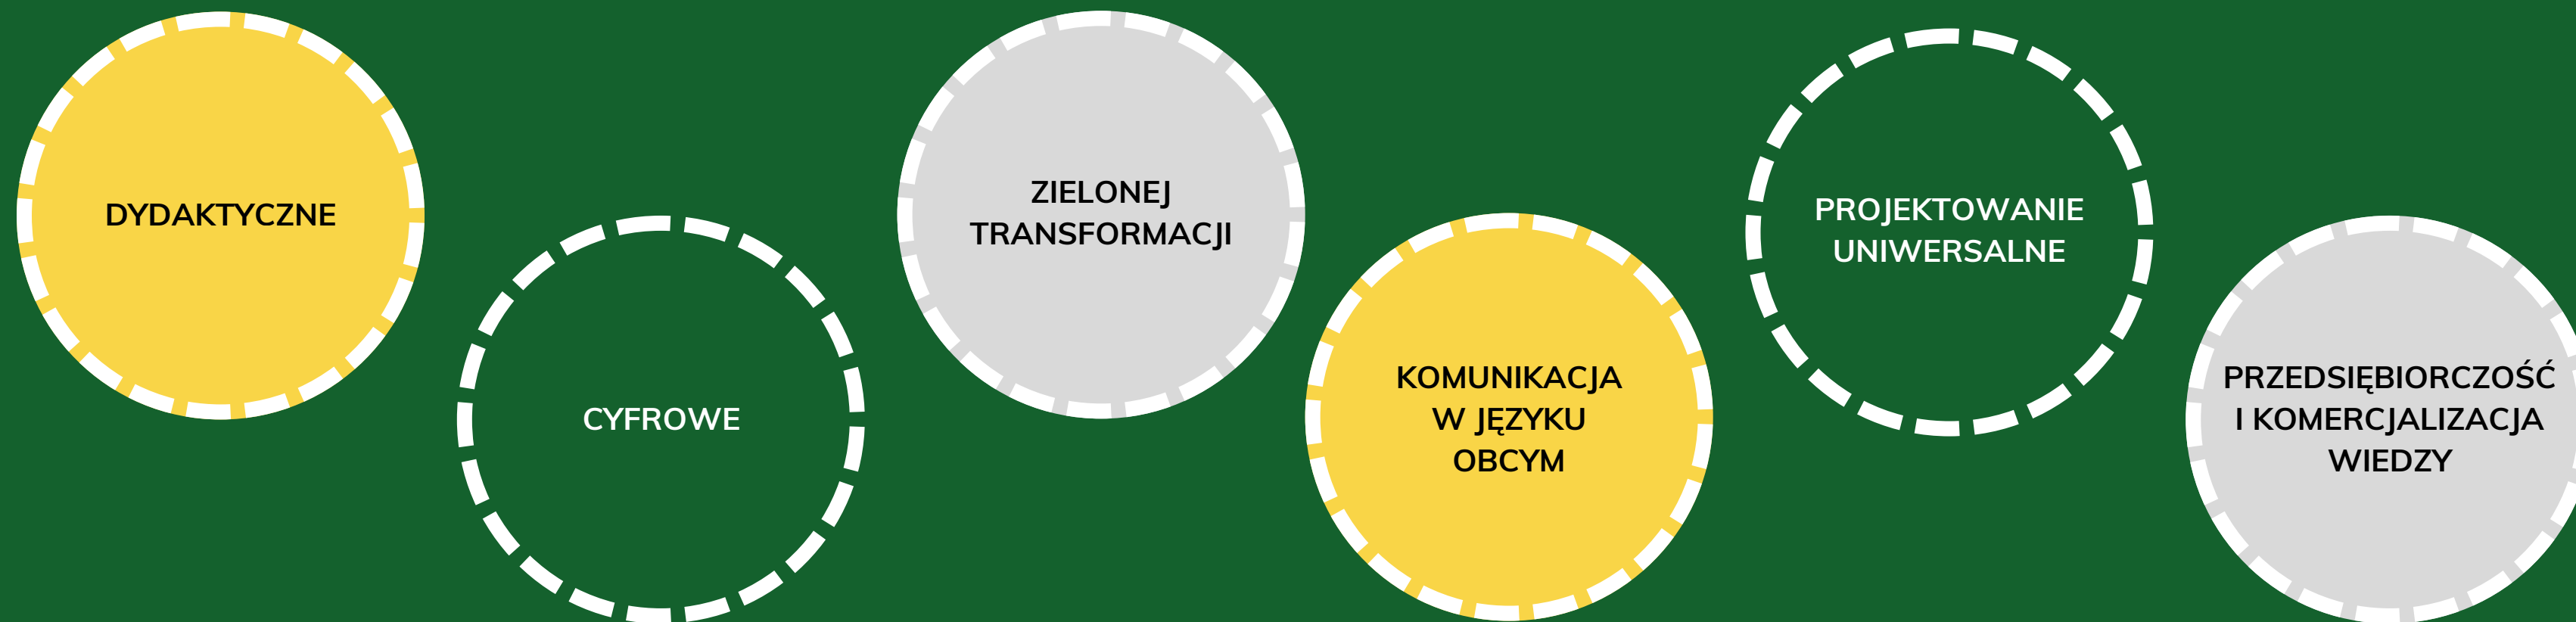 DYDAKTYCZNE
CYFROWE
ZIELONEJ
TRANSFORMACJI
KOMUNIKACJA
W JĘZYKU
OBCYM
PROJEKTOWANIE
UNIWERSALNE
PRZEDSIĘBIORCZOŚĆ
I KOMERCJALIZACJA
WIEDZY